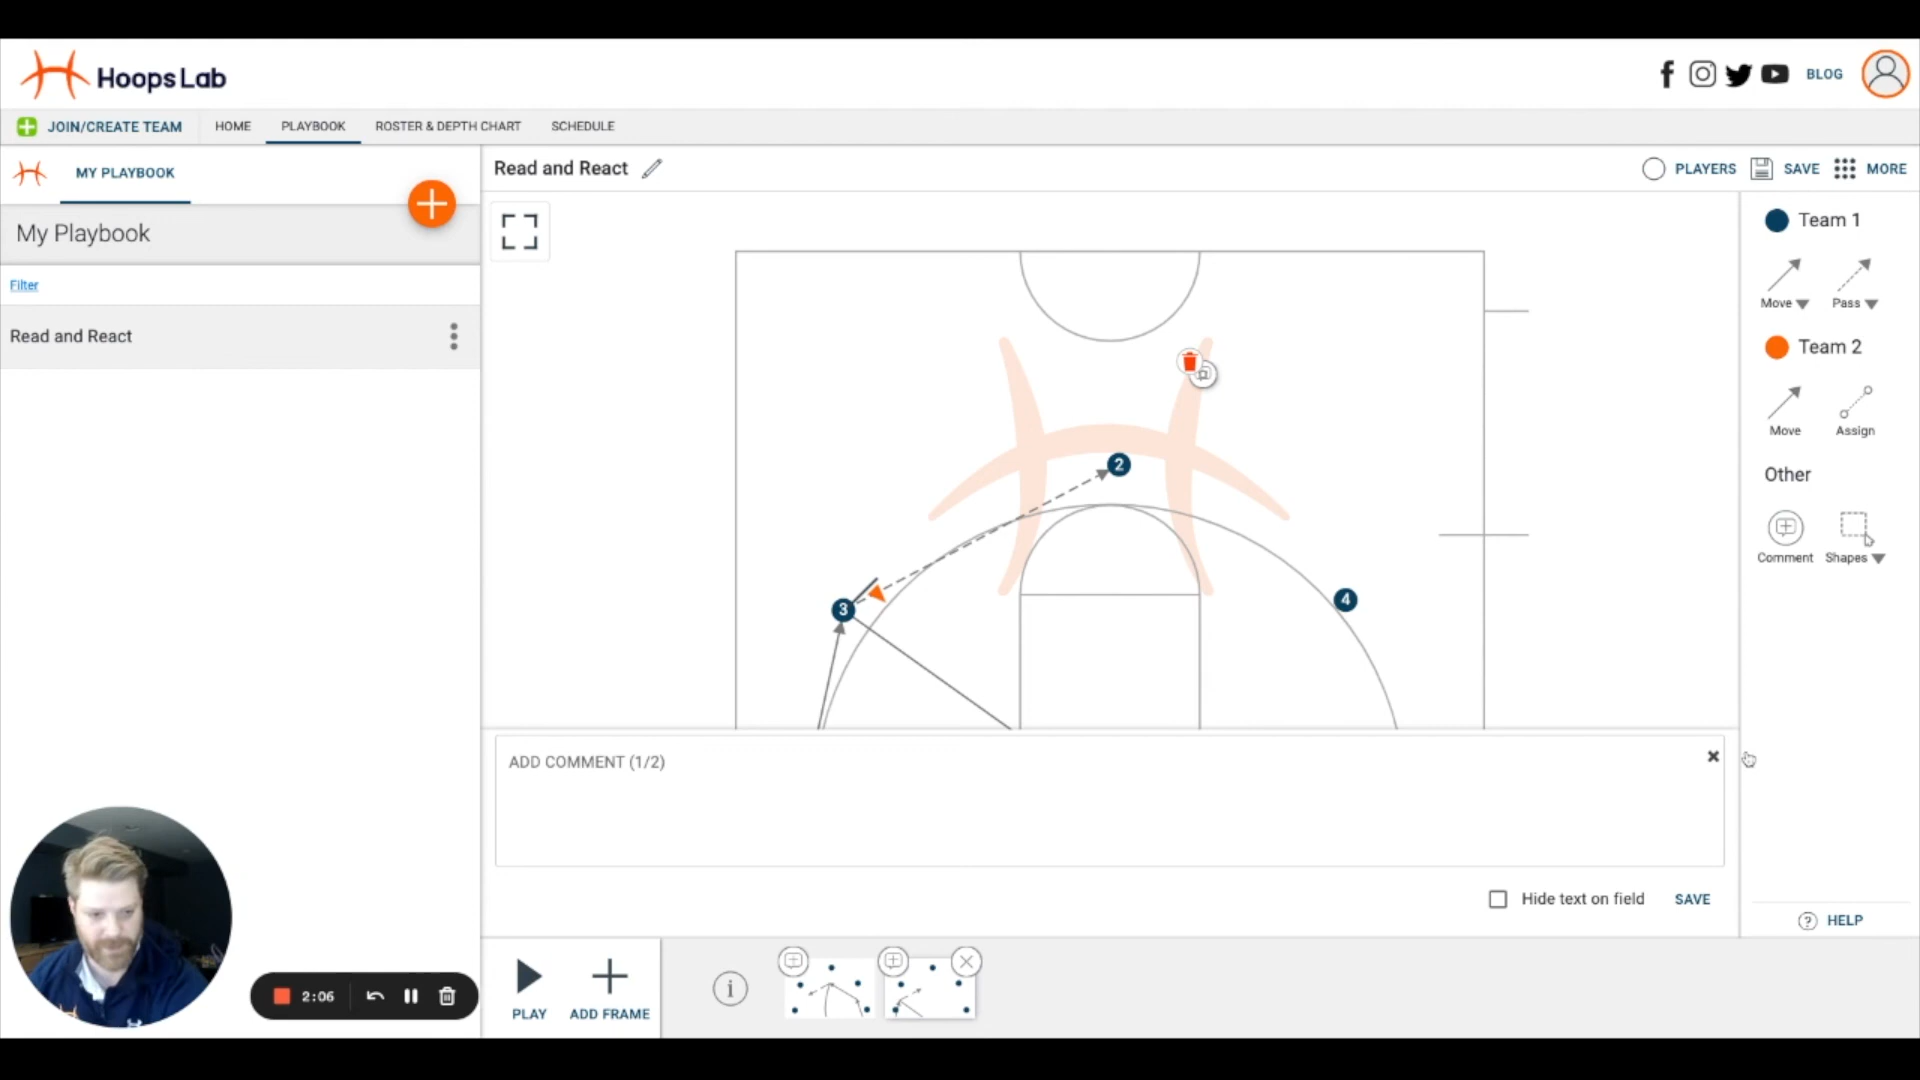 Hoops Lab
BLOG
JOIN/CREATE TEAM
HOME
PLAYBOOK
ROSTER & DEPTH CHART
SCHEDULE
MY PLAYBOOK
Read and React
PLAYERS
SAVE
MORE
My Playbook
Filter
Read and React
Team 1
Move
Pass
Team 2
Move
Assign
Other
Comment
Shapes
2
3
4
ADD COMMENT (1/2)
Hide text on field
SAVE
HELP
2:06
PLAY
ADD FRAME